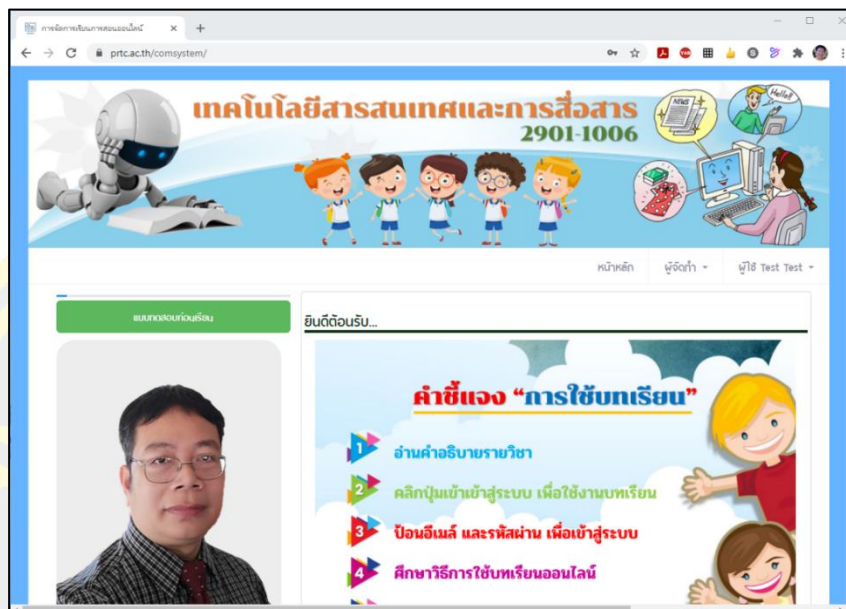 การจัดการเรียนการสอนออนไลน์
prtc.ac.th/comsystem/
เทคโนโลยีสารสนเทศและการสื่อสาร
2901-1006
NEWS
Hello!
หน้าหลัก ผู้จัดทำ ผู้ใช้ Test Test
แบบทดสอบก่อนเรียน
ยินดีต้อนรับ...
คำชี้แจง “การใช้บทเรียน”
1 อ่านคำอธิบายรายวิชา
2 คลิกปุ่มเข้าเข้าสู่ระบบ เพื่อใช้งานบทเรียน
3 ป้อนอีเมล์ และรหัสผ่าน เพื่อเข้าสู่ระบบ
4 ศึกษาวิธีการใช้บทเรียนออนไลน์